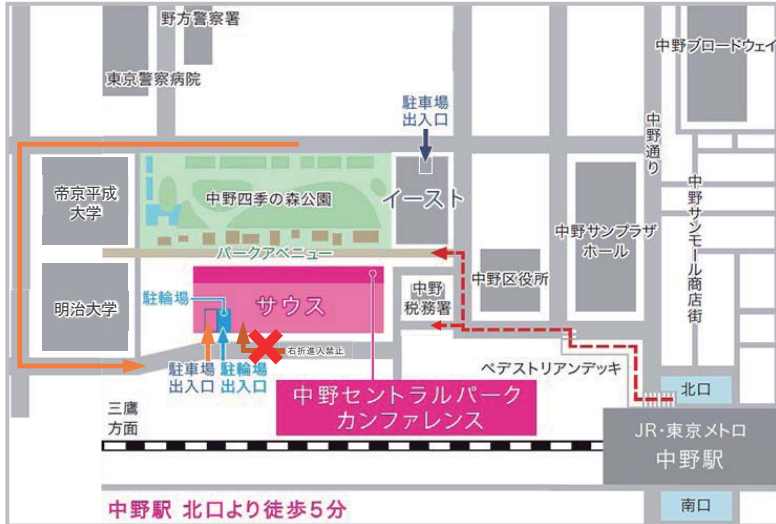 野方警察署
東京警察病院
中野ブロードウェイ
駐車場
出入口
中野通り
帝京平成
大学
中野四季の森公園
イースト
中野サンモール商店街
中野サンプラザ
ホール
パークアベニュー
中野区役所
明治大学
駐輪場
サウス
中野
税務署
右折進入禁止
駐車場
出入口
駐輪場
出入口
ペデストリアンデッキ
中野セントラルパーク
カンファレンス
北口
三鷹
方面
JR・東京メトロ
中野駅
中野駅 北口より徒歩5分
南口